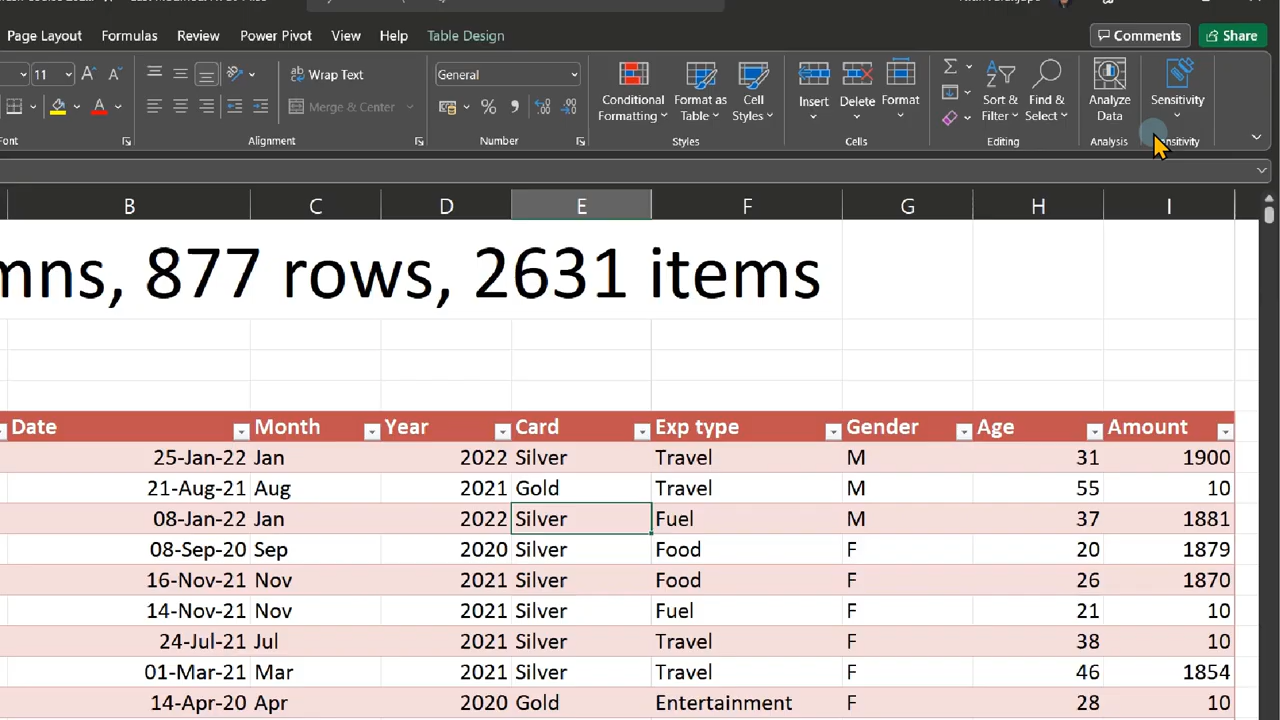 Page Layout Formulas Review Power Pivot View Help Table Design Comments Share
11 A A ab Wrap Text General
Merge & Center % ,
Conditional Formatting Format as Table Cell Styles Insert Delete Format Sort & Filter Find & Select Analyze Data Sensitivity
Font Alignment Number Styles Cells Editing Analysis
B C D E F G H I
mns, 877 rows, 2631 items
Date Month Year Card Exp type Gender Age Amount
25-Jan-22 Jan 2022 Silver Travel M 31 1900
21-Aug-21 Aug 2021 Gold Travel M 55 10
08-Jan-22 Jan 2022 Silver Fuel M 37 1881
08-Sep-20 Sep 2020 Silver Food F 20 1879
16-Nov-21 Nov 2021 Silver Food F 26 1870
14-Nov-21 Nov 2021 Silver Fuel F 21 10
24-Jul-21 Jul 2021 Silver Travel F 38 10
01-Mar-21 Mar 2021 Silver Travel F 46 1854
14-Apr-20 Apr 2020 Gold Entertainment F 28 10